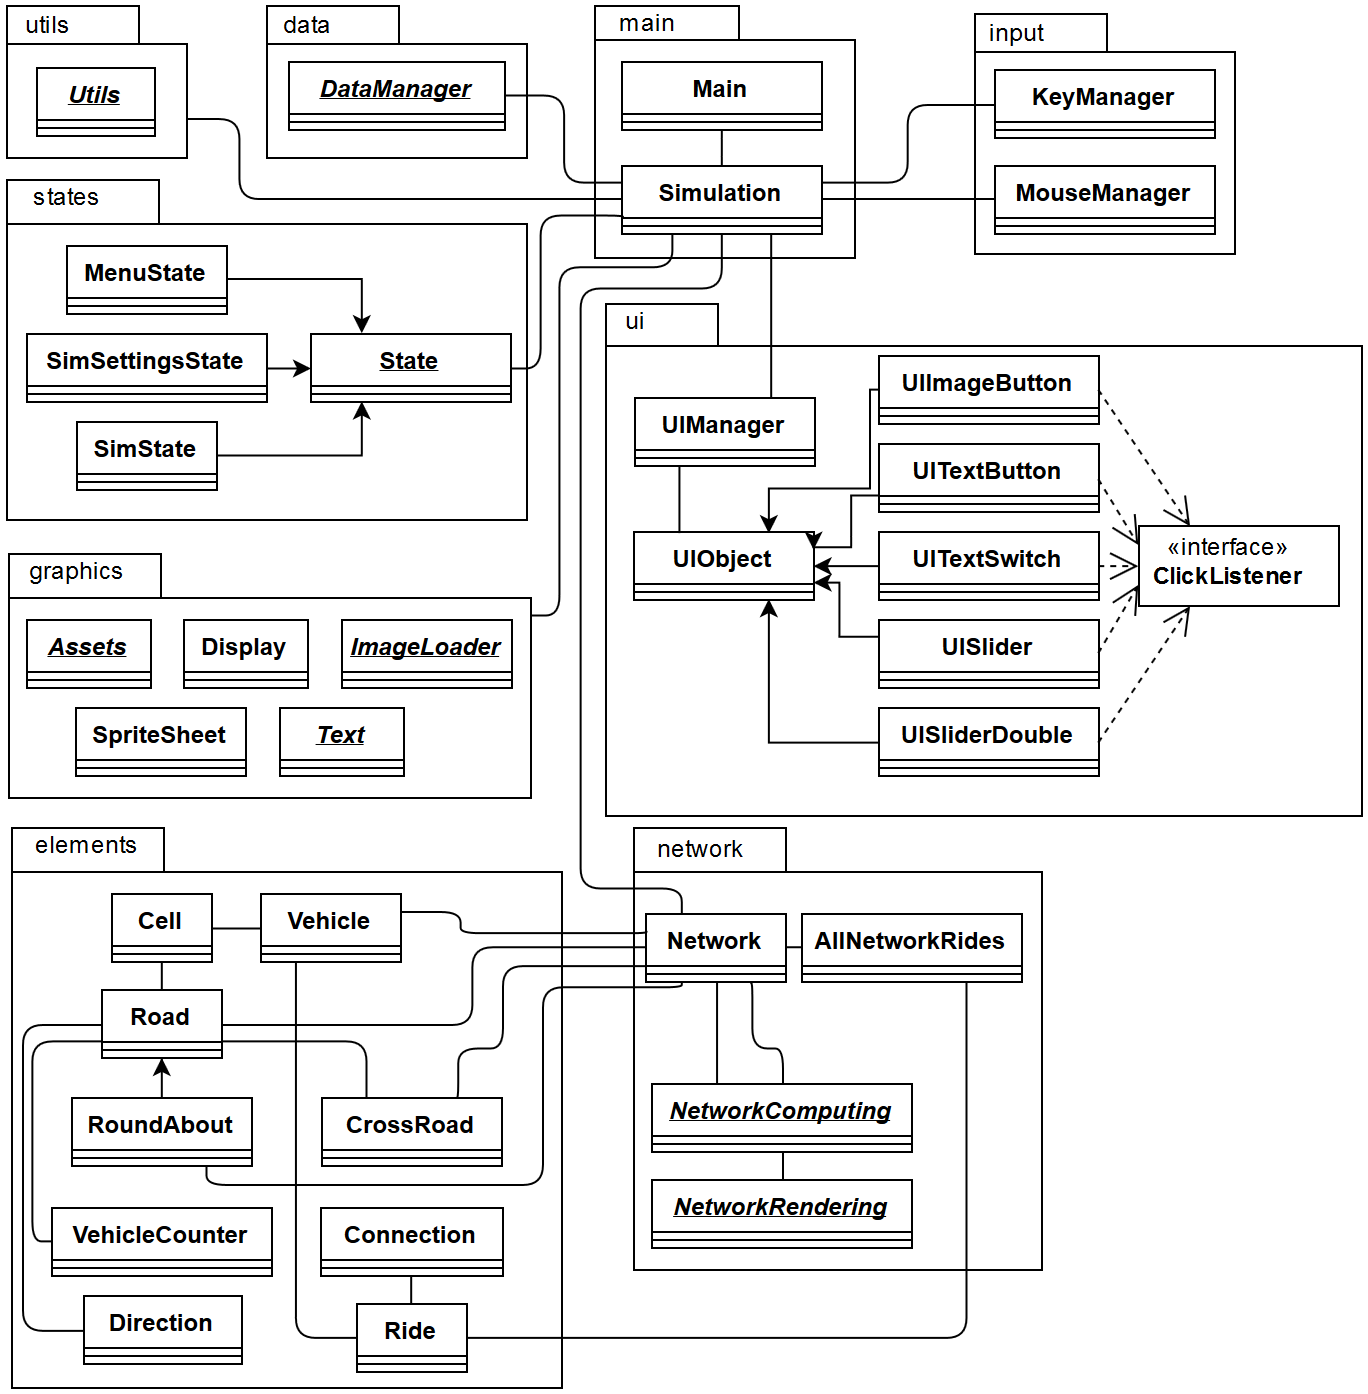 utils
Utils
data
DataManager
main
Main
Simulation
input
KeyManager
MouseManager
states
MenuState
SimSettingsState
State
SimState
ui
UIManager
UIObject
UIImageButton
UITextButton
UITextSwitch
UISlider
UISliderDouble
«interface»
ClickListener
graphics
Assets
Display
ImageLoader
SpriteSheet
Text
elements
Cell
Vehicle
Road
RoundAbout
CrossRoad
VehicleCounter
Connection
Direction
Ride
network
Network
AllNetworkRides
NetworkComputing
NetworkRendering